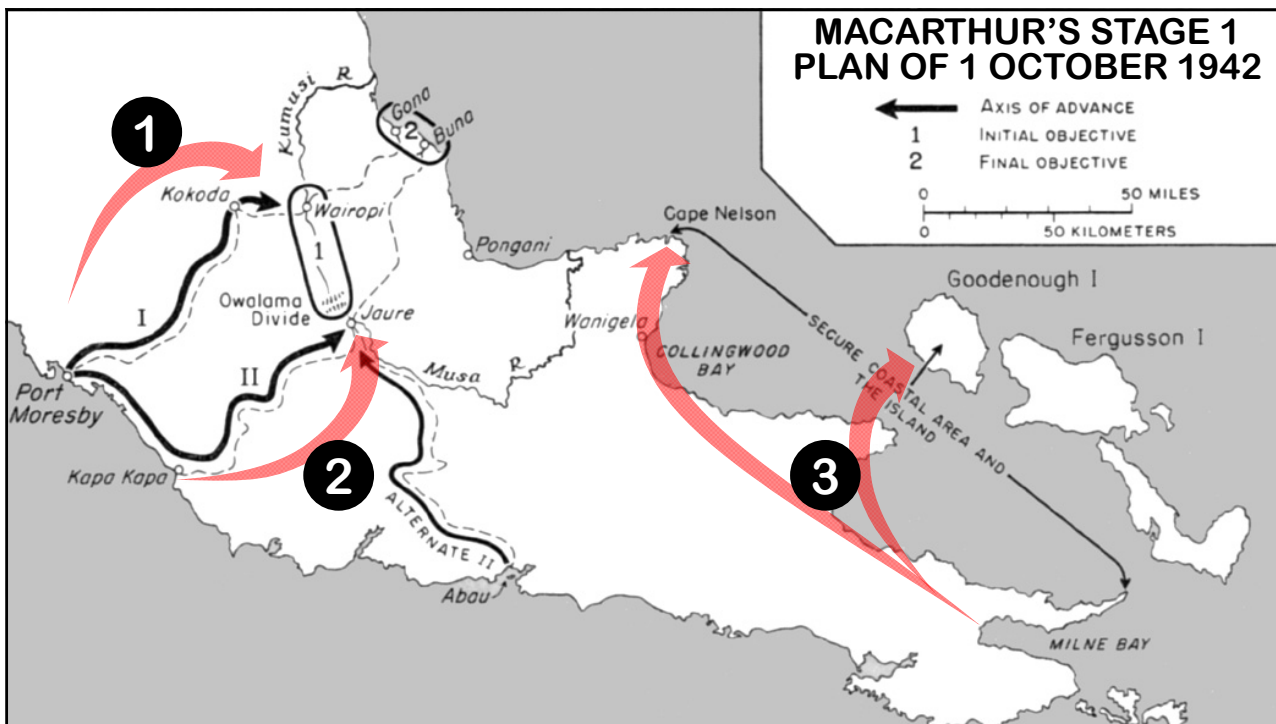 MACARTHUR'S STAGE 1
PLAN OF 1 OCTOBER 1942
AXIS OF ADVANCE
1 INITIAL OBJECTIVE
2 FINAL OBJECTIVE
0 50 MILES
0 50 KILOMETERS
Kumusi R
Gona
2
Buna
1
Kokoda
Wairopi
1
Cape Nelson
Pongani
Goodenough I
Owalama
Divide
Jaure
I
Wanigela
COLLINGWOOD
BAY
SECURE COASTAL AREA AND
THE ISLAND
Fergusson I
II
Musa R
Port
Moresby
Kapa Kapa
2
3
ALTERNATE II
Abau
MILNE BAY